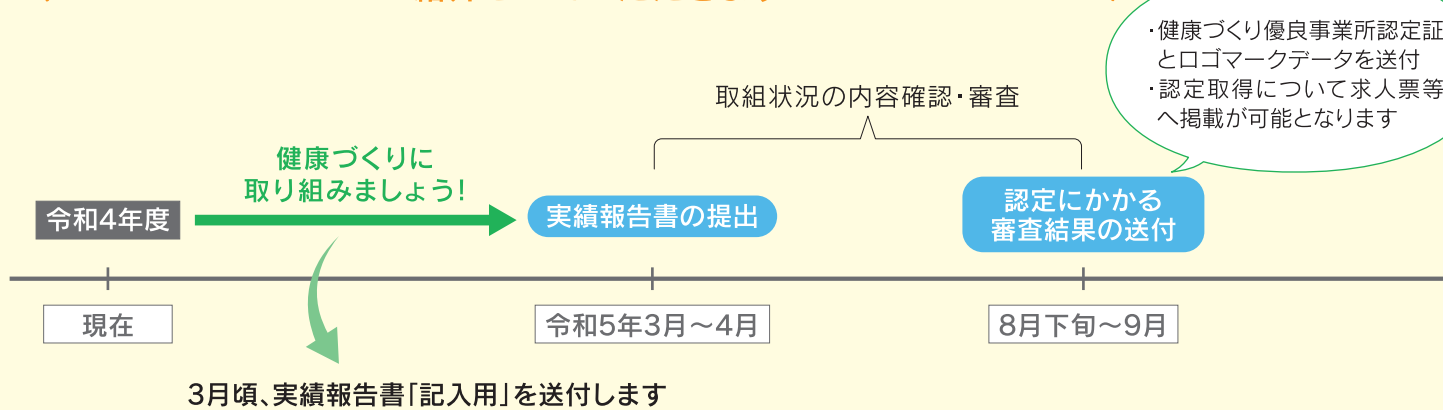 ・健康づくり優良事業所認定証
とロゴマークデータを送付
・認定取得について求人票等
へ掲載が可能となります
取組状況の内容確認・審査
健康づくりに
取り組みましょう!
令和4年度
実績報告書の提出
認定にかかる
審査結果の送付
現在
令和5年3月～4月
8月下旬～9月
3月頃、実績報告書「記入用」を送付します